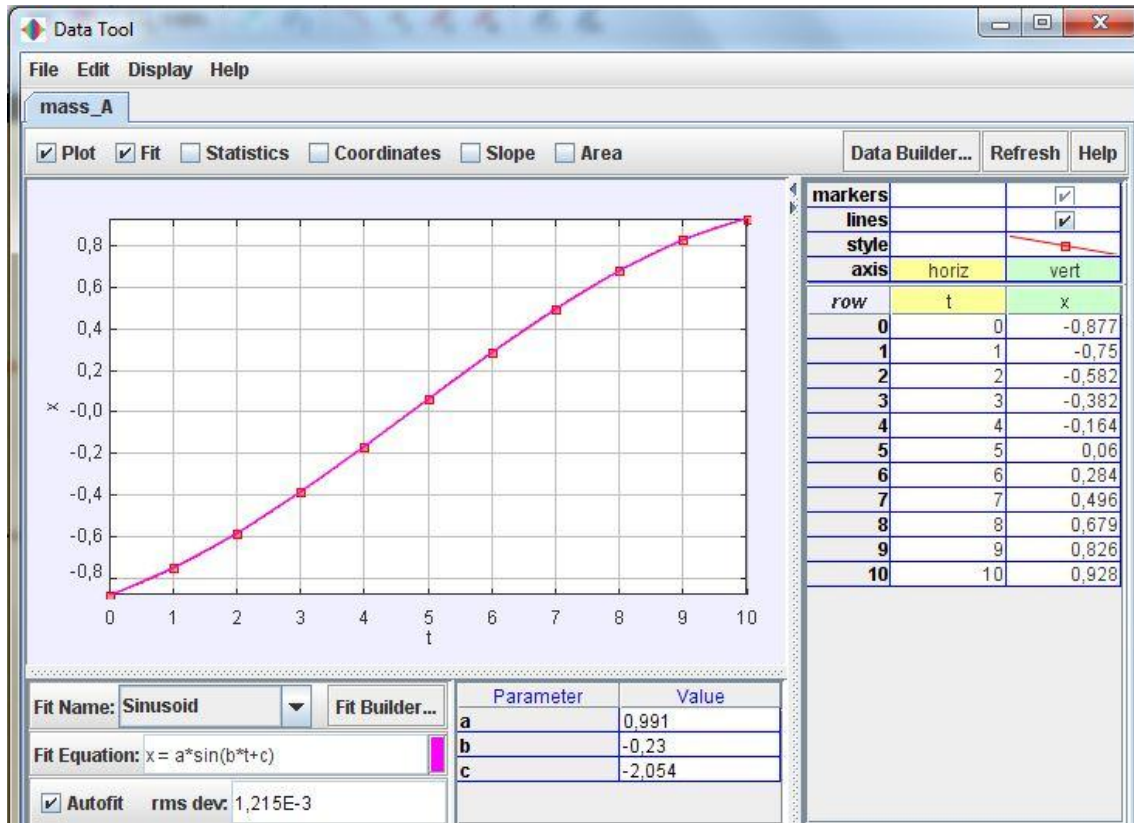 Data Tool
File Edit Display Help
mass_A
Plot Fit Statistics Coordinates Slope Area Data Builder... Refresh Help
0,8
0,6
0,4
0,2
x -0,0
-0,2
-0,4
-0,6
-0,8
0 1 2 3 4 5 6 7 8 9 10
t
markers
lines
style
axis horiz vert
row t x
0 0 -0,877
1 1 -0,75
2 2 -0,582
3 3 -0,382
4 4 -0,164
5 5 0,06
6 6 0,284
7 7 0,496
8 8 0,679
9 9 0,826
10 10 0,928
Fit Name: Sinusoid Fit Builder...
Fit Equation: x = a*sin(b*t+c)
Autofit rms dev: 1,215E-3
Parameter Value
a 0,991
b -0,23
c -2,054